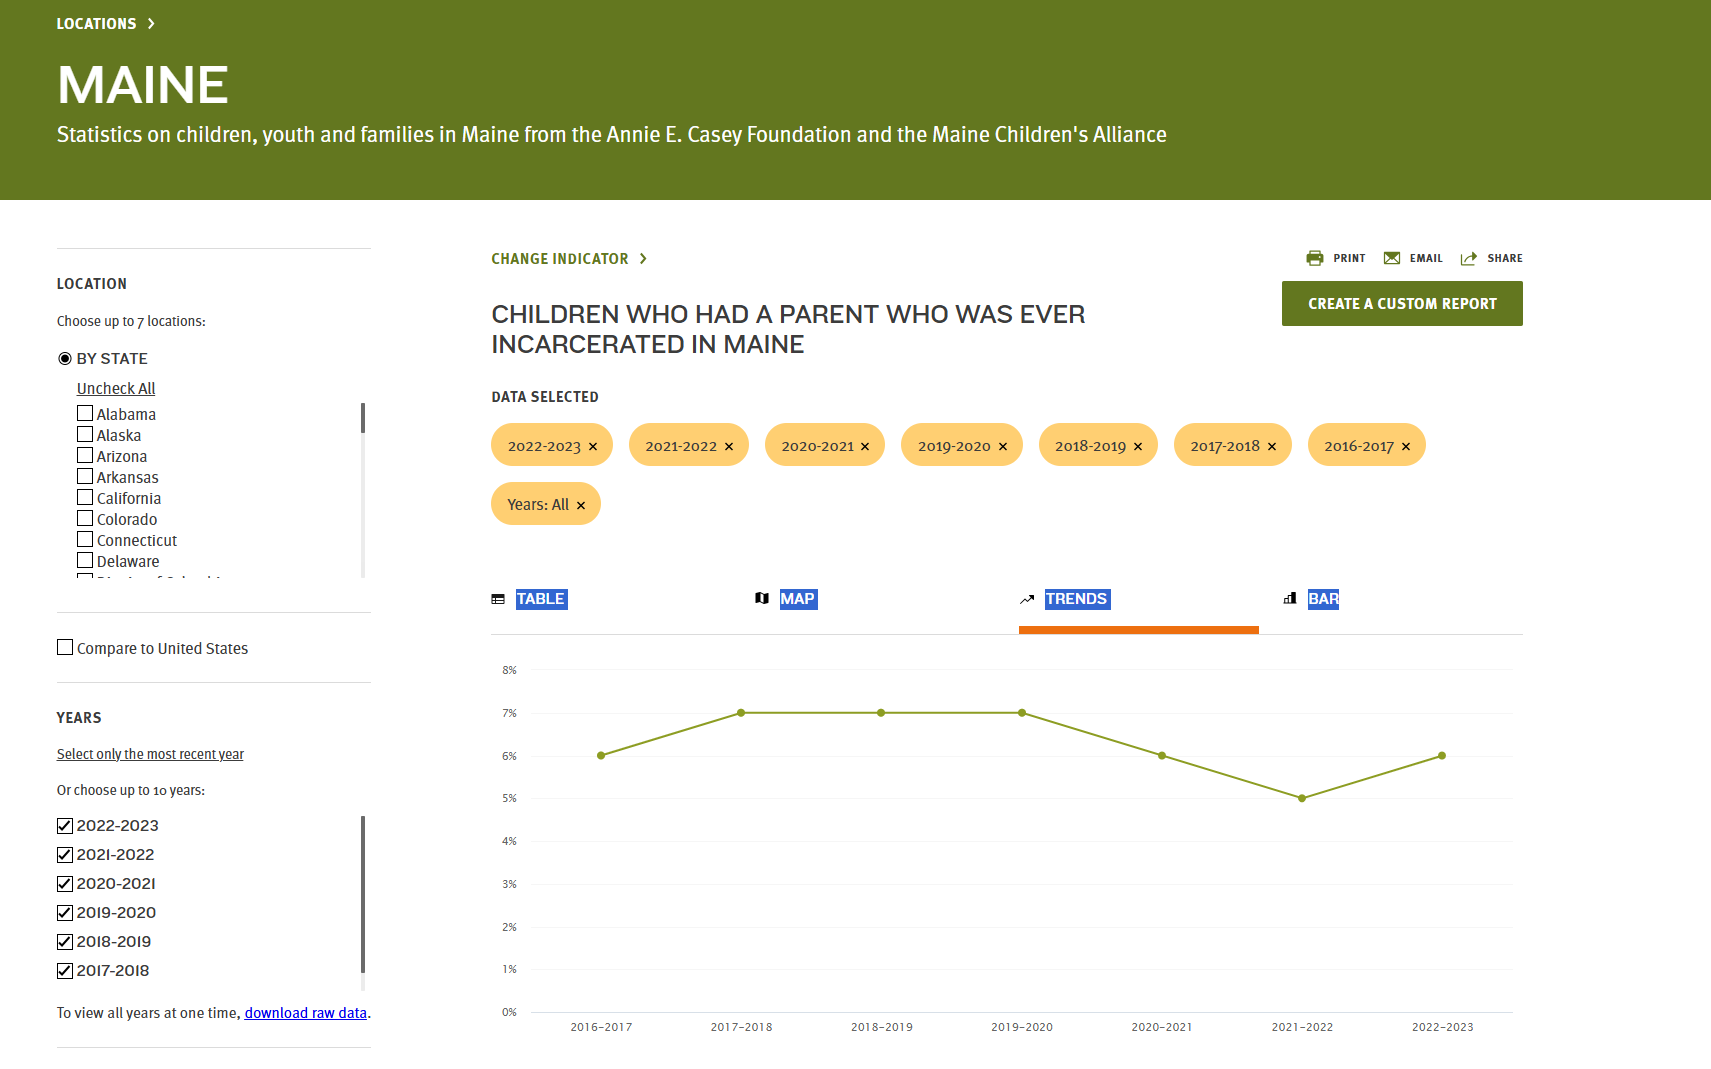 LOCATIONS
MAINE
Statistics on children, youth and families in Maine from the Annie E. Casey Foundation and the Maine Children's Alliance
LOCATION
Choose up to 7 locations:
BY STATE
Uncheck All
Alabama
Alaska
Arizona
Arkansas
California
Colorado
Connecticut
Delaware
Compare to United States
YEARS
Select only the most recent year
Or choose up to 10 years:
2022-2023
2021-2022
2020-2021
2019-2020
2018-2019
2017-2018
To view all years at one time, download raw data.
CHANGE INDICATOR
PRINT EMAIL SHARE
CREATE A CUSTOM REPORT
CHILDREN WHO HAD A PARENT WHO WAS EVER
INCARCERATED IN MAINE
DATA SELECTED
2022-2023 × 2021-2022 × 2020-2021 × 2019-2020 × 2018-2019 × 2017-2018 × 2016-2017 ×
Years: All ×
TABLE MAP TRENDS BAR
8%
7%
6%
5%
4%
3%
2%
1%
0%
2016-2017 2017-2018 2018-2019 2019-2020 2020-2021 2021-2022 2022-2023